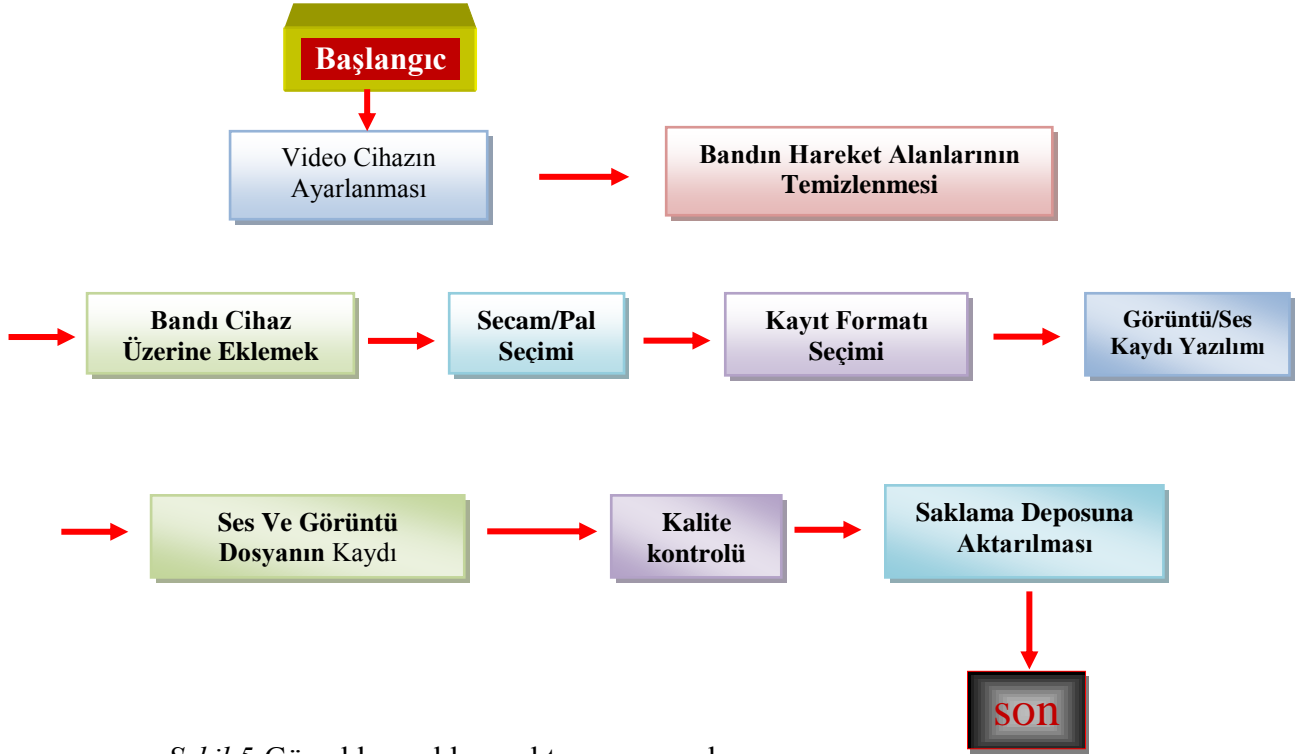 Başlangıc
Video Cihazın
Ayarlanması
Bandın Hareket Alanlarının
Temizlenmesi
Bandı Cihaz
Üzerine Eklemek
Secam/Pal
Seçimi
Kayıt Formatı
Seçimi
Görüntü/Ses
Kaydı Yazılımı
Ses Ve Görüntü
Dosyanın Kaydı
Kalite
kontrolü
Saklama Deposuna
Aktarılması
son